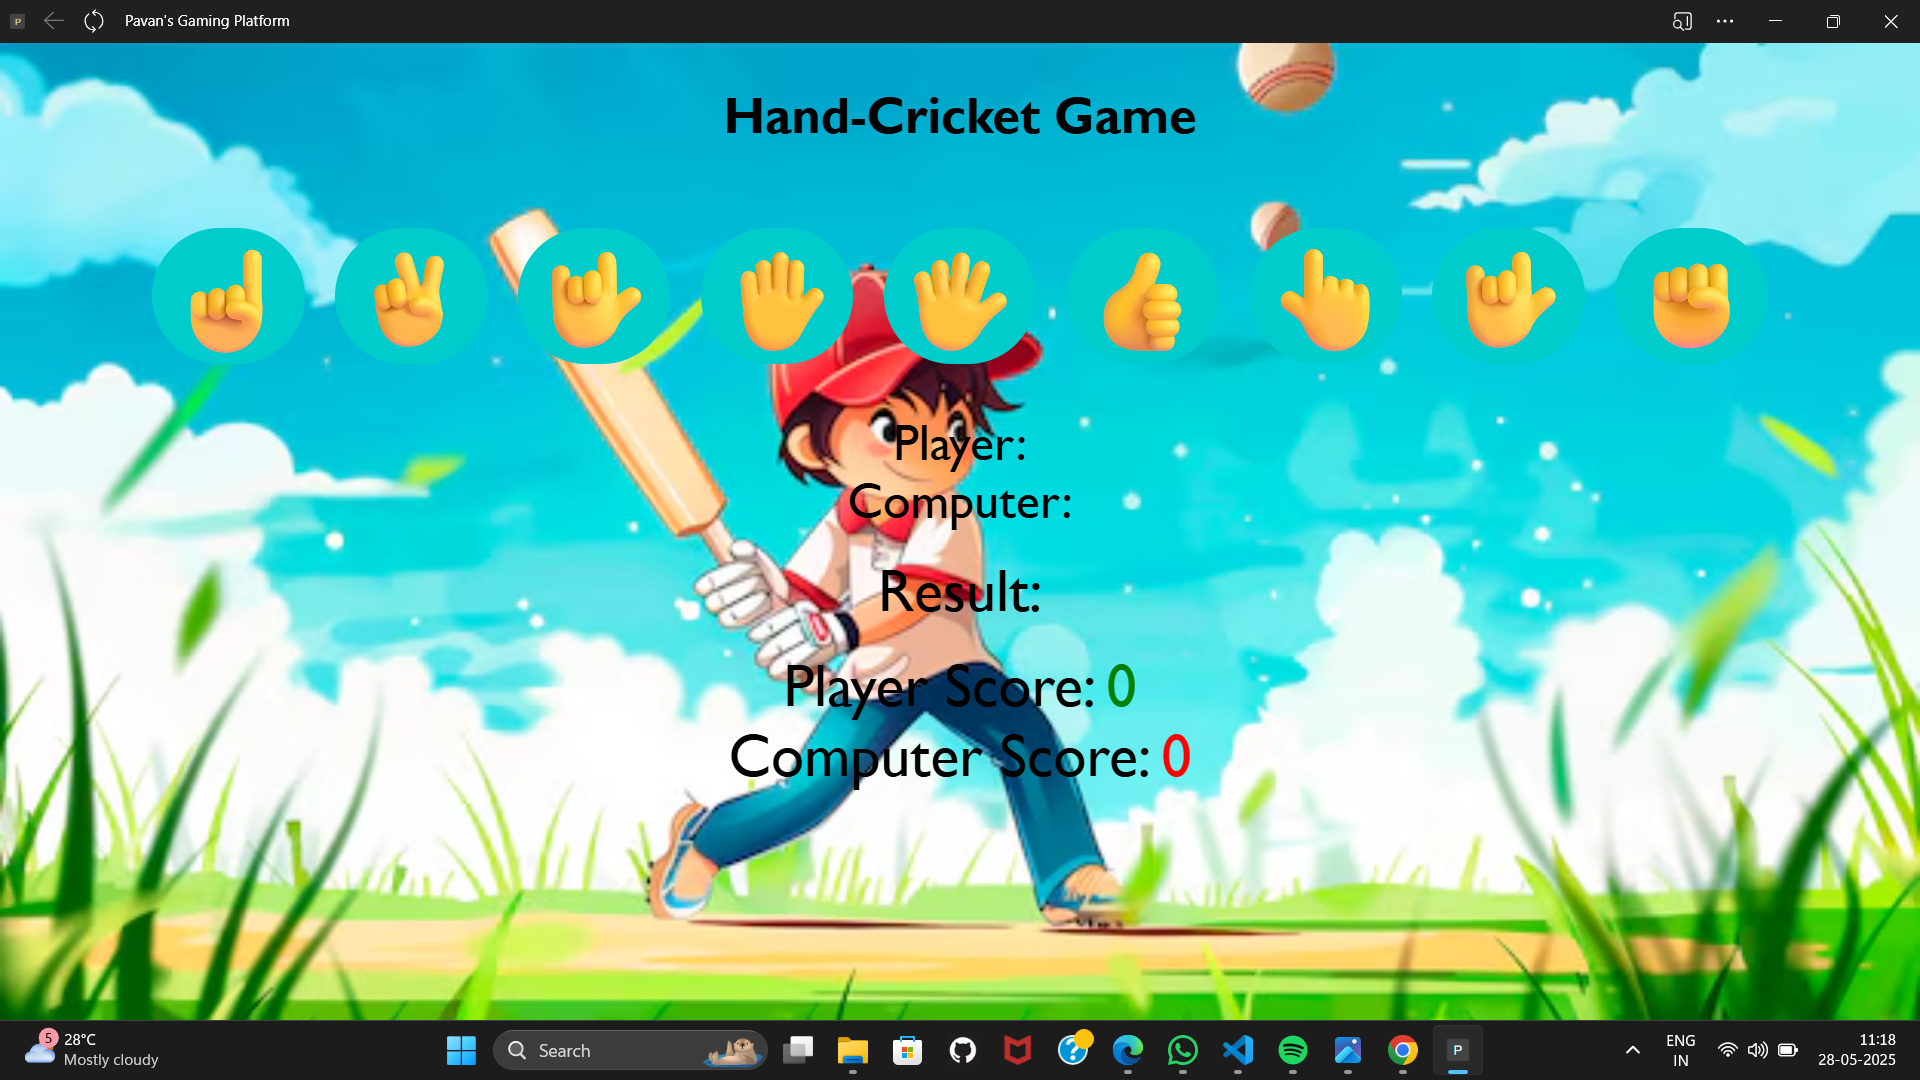 P
Pavan's Gaming Platform
Hand-Cricket Game
Player:
Computer:
Result:
Player Score: 0
Computer Score: 0
5
28°C
Mostly cloudy
Search
P
ENG
IN
11:18
28-05-2025